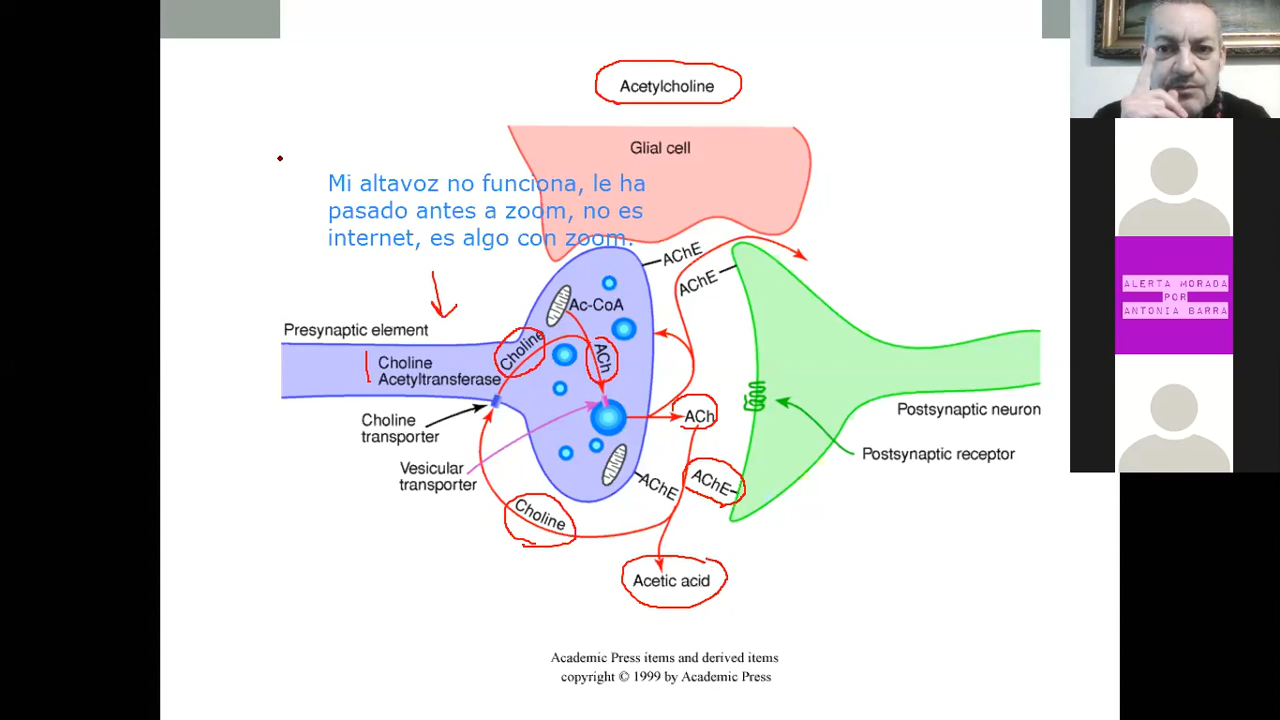 Acetylcholine
Glial cell
Mi altavoz no funciona, le ha
pasado antes a zoom, no es
internet, es algo con zoom.
AChE
AChE
Ac-CoA
Presynaptic element
Choline
ACh
Choline
Acetyltransferase
Choline
transporter
ACh
Postsynaptic neuron
Postsynaptic receptor
Vesicular
transporter
AChE
AChE
Choline
Acetic acid
Academic Press items and derived items
copyright © 1999 by Academic Press
ALERTA MORADA
POR
ANTONIA BARRA